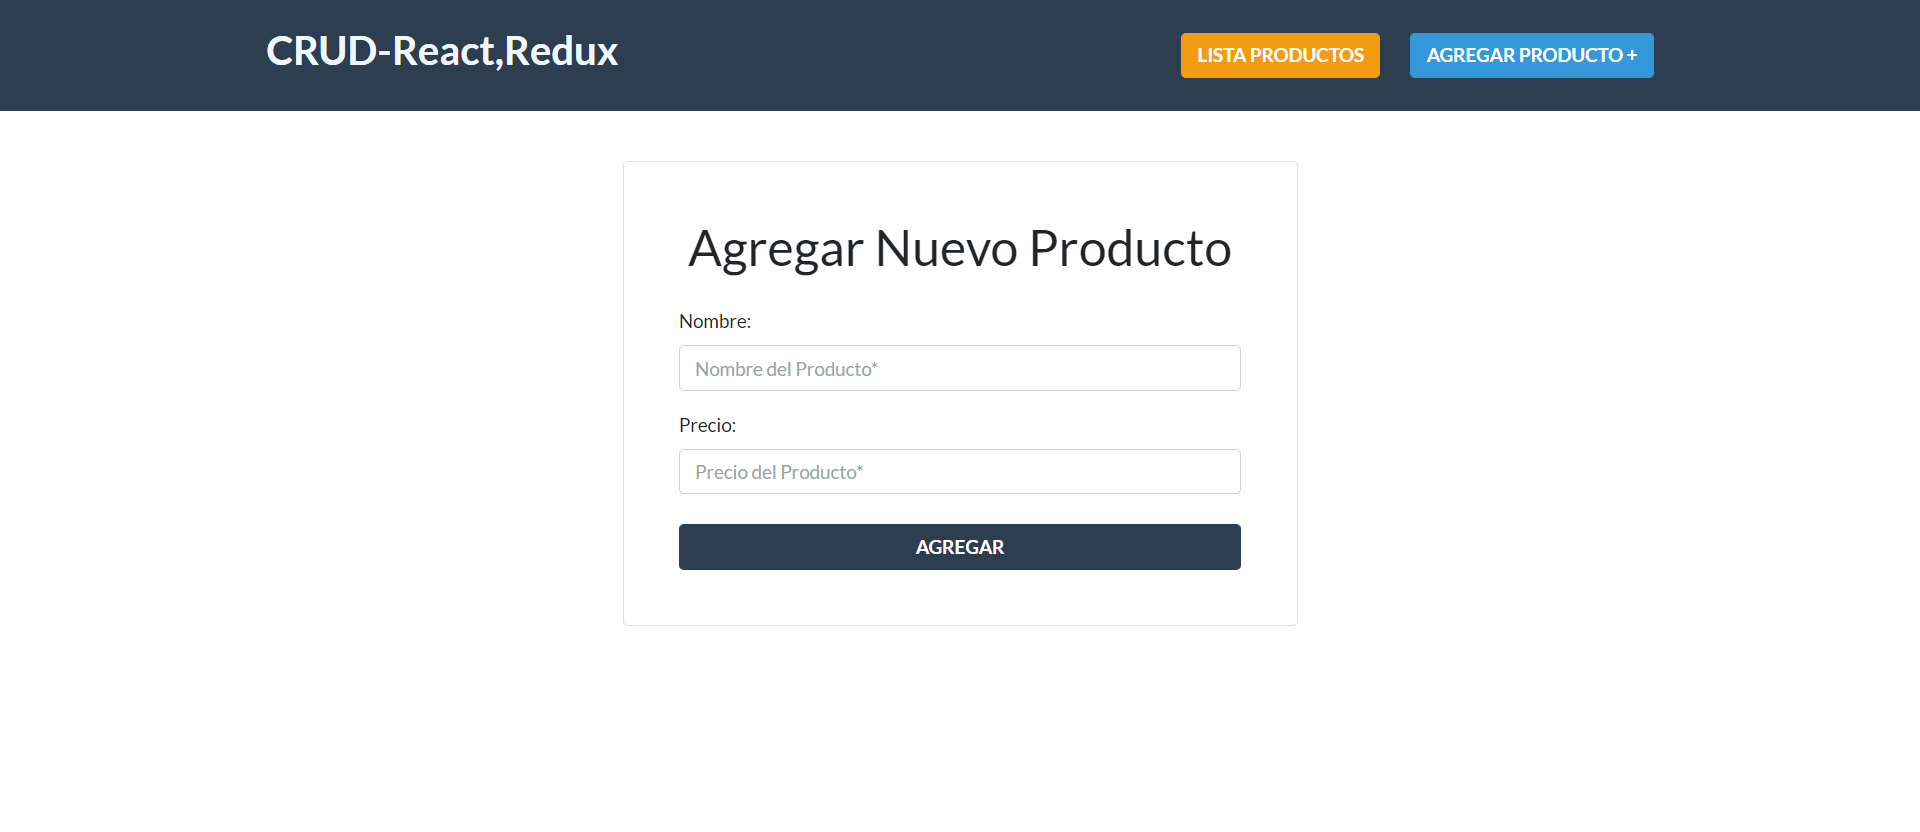 CRUD-React,Redux
LISTA PRODUCTOS
AGREGAR PRODUCTO +
Agregar Nuevo Producto
Nombre:
Nombre del Producto*
Precio:
Precio del Producto*
AGREGAR